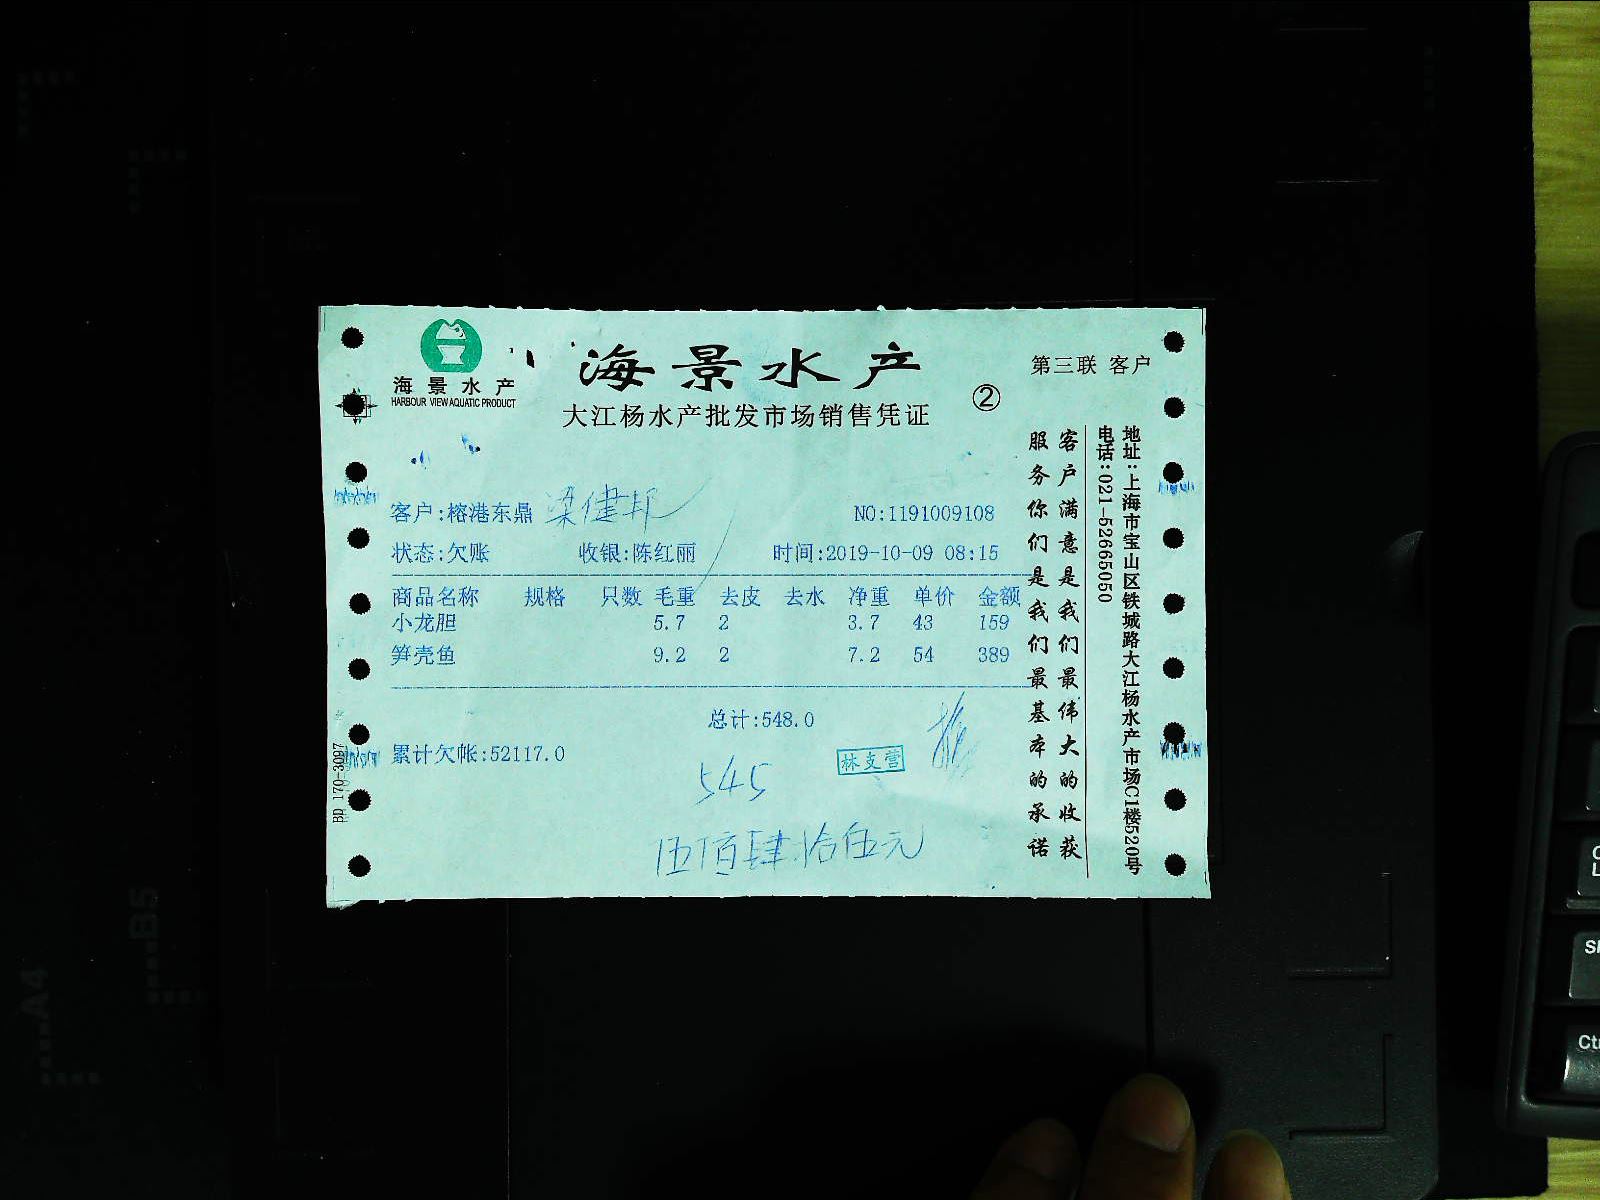 海景水产
HARBOUR VIEW AQUATIC PRODUCT
海景水产
大江杨水产批发市场销售凭证
②
第三联 客户
客户:榕港东鼎 梁健邦
NO:1191009108
状态:欠账 收银:陈红丽 时间:2019-10-09 08:15
商品名称 规格 只数 毛重 去皮 去水 净重 单价 金额
小龙胆 5.7 2 3.7 43 159
笋壳鱼 9.2 2 7.2 54 389
总计:548.0
累计欠帐:52117.0
林支营
545
伍佰肆拾伍元
客户满意是我们最伟大的收获
服务你们是我们最基本的承诺
地址:上海市宝山区铁城路大江杨水产市场C1楼520号
电话:021-52665050
BD 170-3097
B5
A4
Ctr